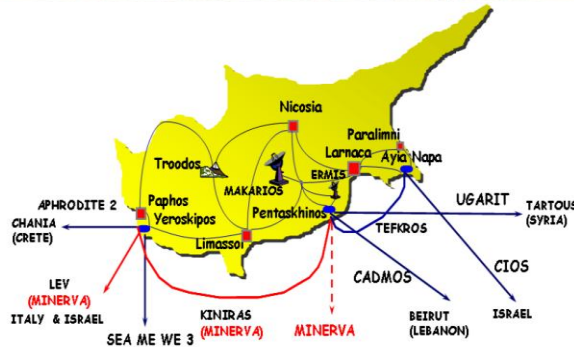 Nicosia
Paralimni
Troodos
Larnaca
Ayia Napa
MAKARIOS
ERMIS
APHRODITE 2
Paphos
Yeroskipos
Pentaskhinos
UGARIT
TARTOUS
(SYRIA)
CHANIA
(CRETE)
Limassol
TEFKROS
LEV
(MINERVA)
ITALY & ISRAEL
KINIRAS
(MINERVA)
MINERVA
CADMOS
CIOS
BEIRUT
(LEBANON)
ISRAEL
SEA ME WE 3